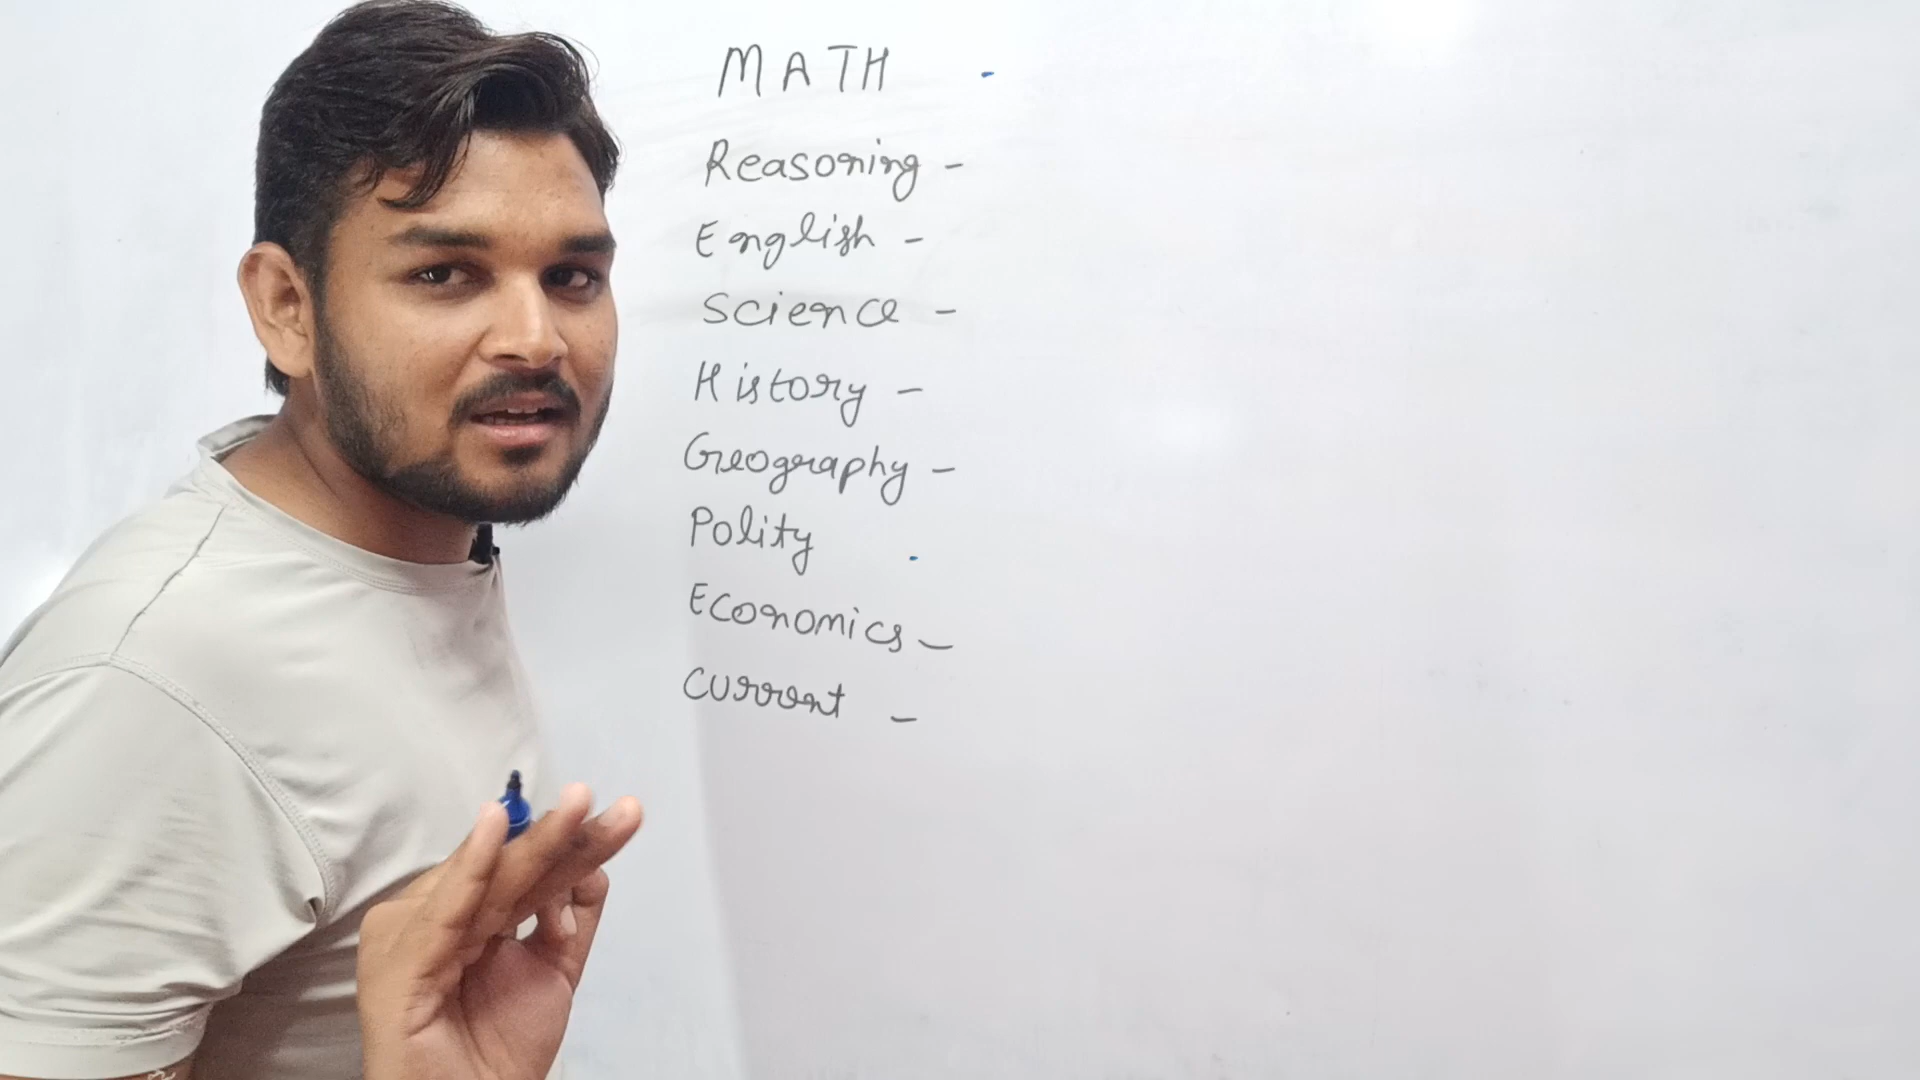 MATH -
Reasoning -
English -
Science -
History -
Geography -
Polity -
Economics -
Current -